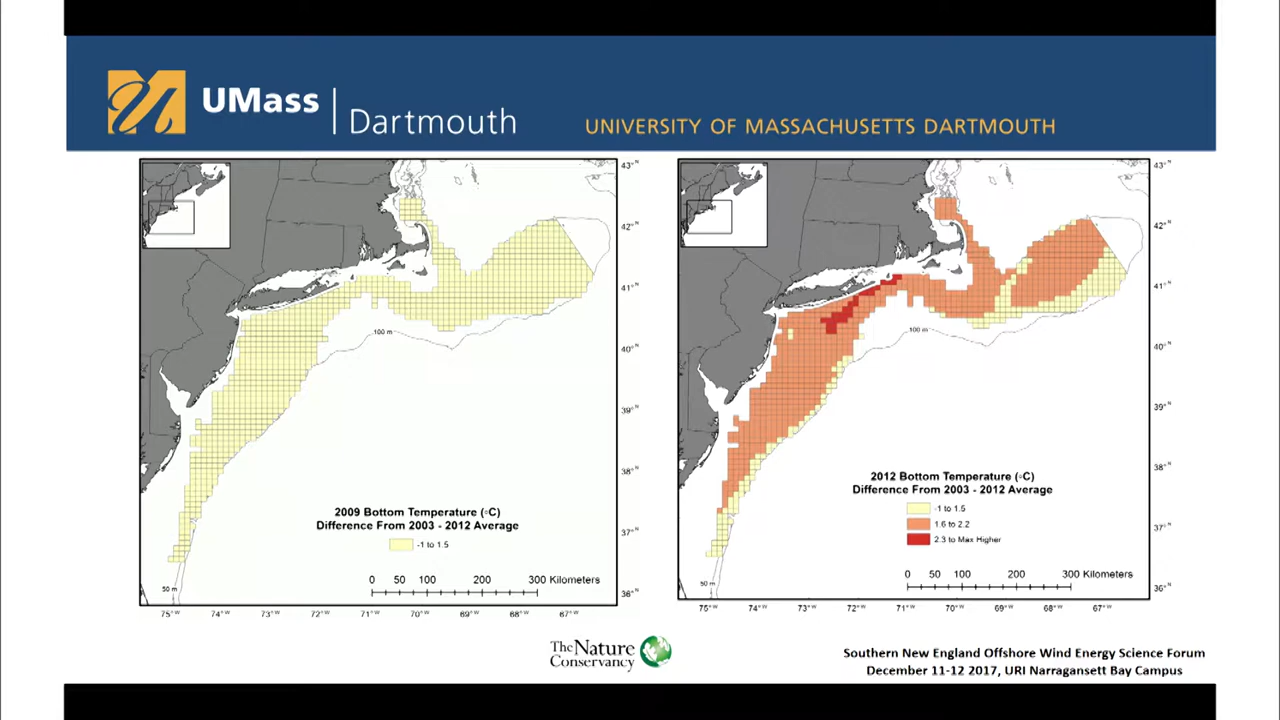 UMass
Dartmouth
UNIVERSITY OF MASSACHUSETTS DARTMOUTH
43°N
42°N
41°N
40°N
39°N
38°N
37°N
36°N
100 m
50 m
2009 Bottom Temperature (◦C)
Difference From 2003 - 2012 Average
-1 to 1.5
0 50 100 200 300 Kilometers
75°W 74°W 73°W 72°W 71°W 70°W 69°W 68°W 67°W
43°N
42°N
41°N
40°N
39°N
38°N
37°N
36°N
100 m
50 m
2012 Bottom Temperature (◦C)
Difference From 2003 - 2012 Average
-1 to 1.5
1.6 to 2.2
2.3 to Max Higher
0 50 100 200 300 Kilometers
75°W 74°W 73°W 72°W 71°W 70°W 69°W 68°W 67°W
The Nature
Conservancy
Southern New England Offshore Wind Energy Science Forum
December 11-12 2017, URI Narragansett Bay Campus